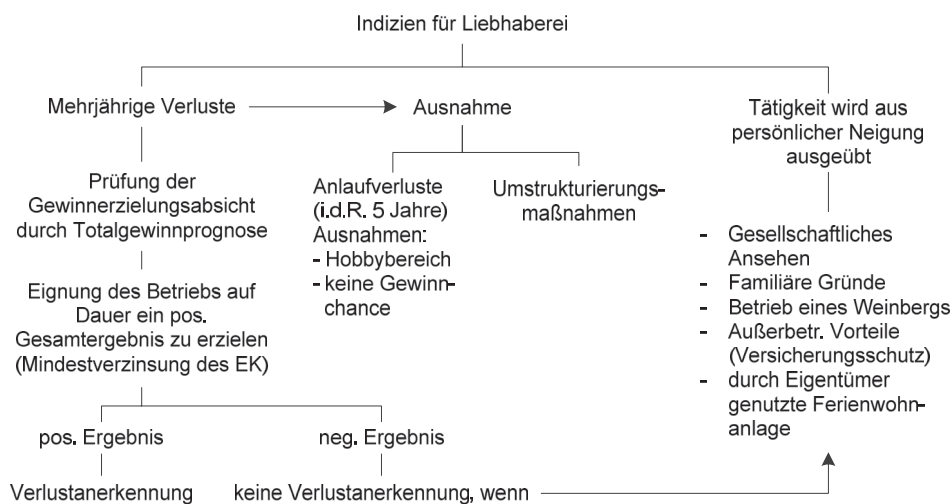 Indizien für Liebhaberei
Mehrjährige Verluste
Ausnahme
Tätigkeit wird aus
persönlicher Neigung
ausgeübt
Prüfung der
Gewinnerzielungsabsicht
durch Totalgewinnprognose
Anlaufverluste
(i.d.R. 5 Jahre)
Ausnahmen:
- Hobbybereich
- keine Gewinn-
chance
Umstrukturierungs-
maßnahmen
- Gesellschaftliches
Ansehen
- Familiäre Gründe
- Betrieb eines Weinbergs
- Außerbetr. Vorteile
(Versicherungsschutz)
- durch Eigentümer
genutzte Ferienwohn-
anlage
Eignung des Betriebs auf
Dauer ein pos.
Gesamtergebnis zu erzielen
(Mindestverzinsung des EK)
pos. Ergebnis
neg. Ergebnis
Verlustanerkennung
keine Verlustanerkennung, wenn